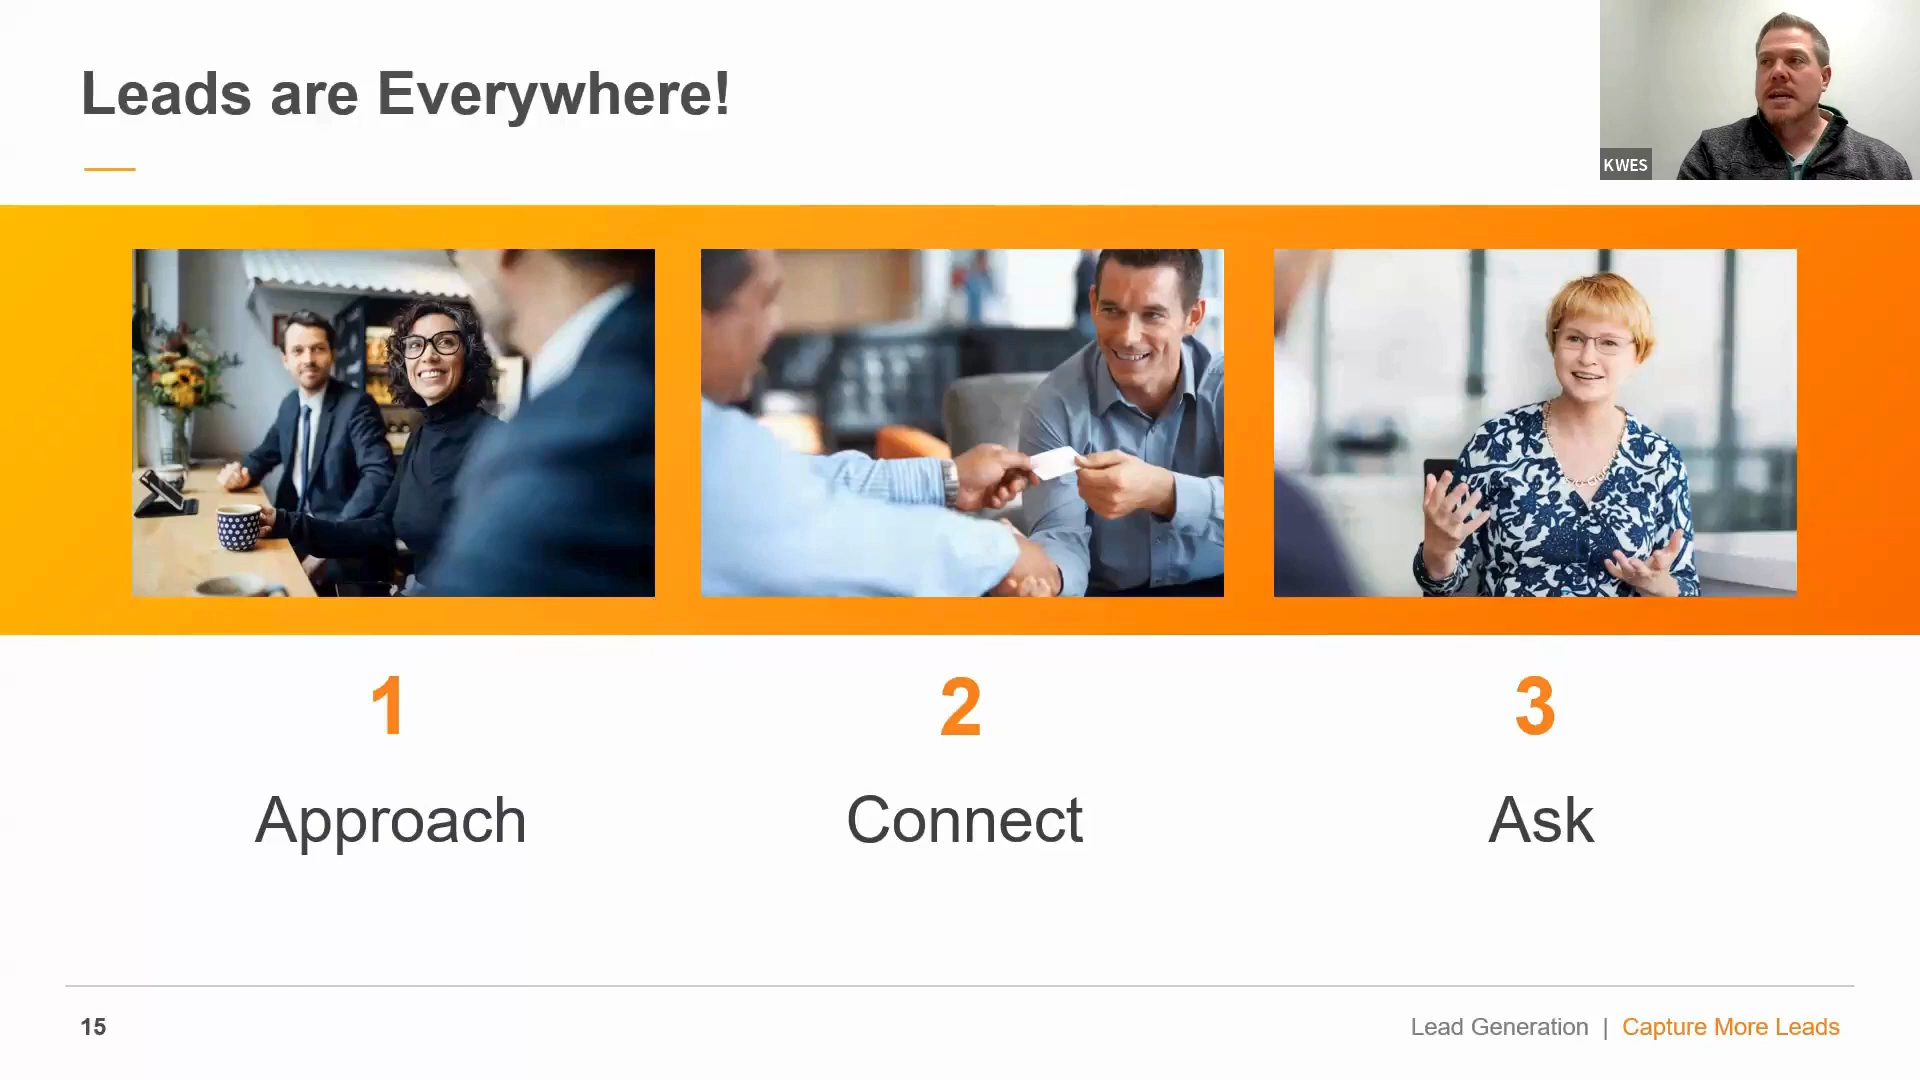 Leads are Everywhere!
KWES
1
2
3
Approach
Connect
Ask
15
Lead Generation | Capture More Leads